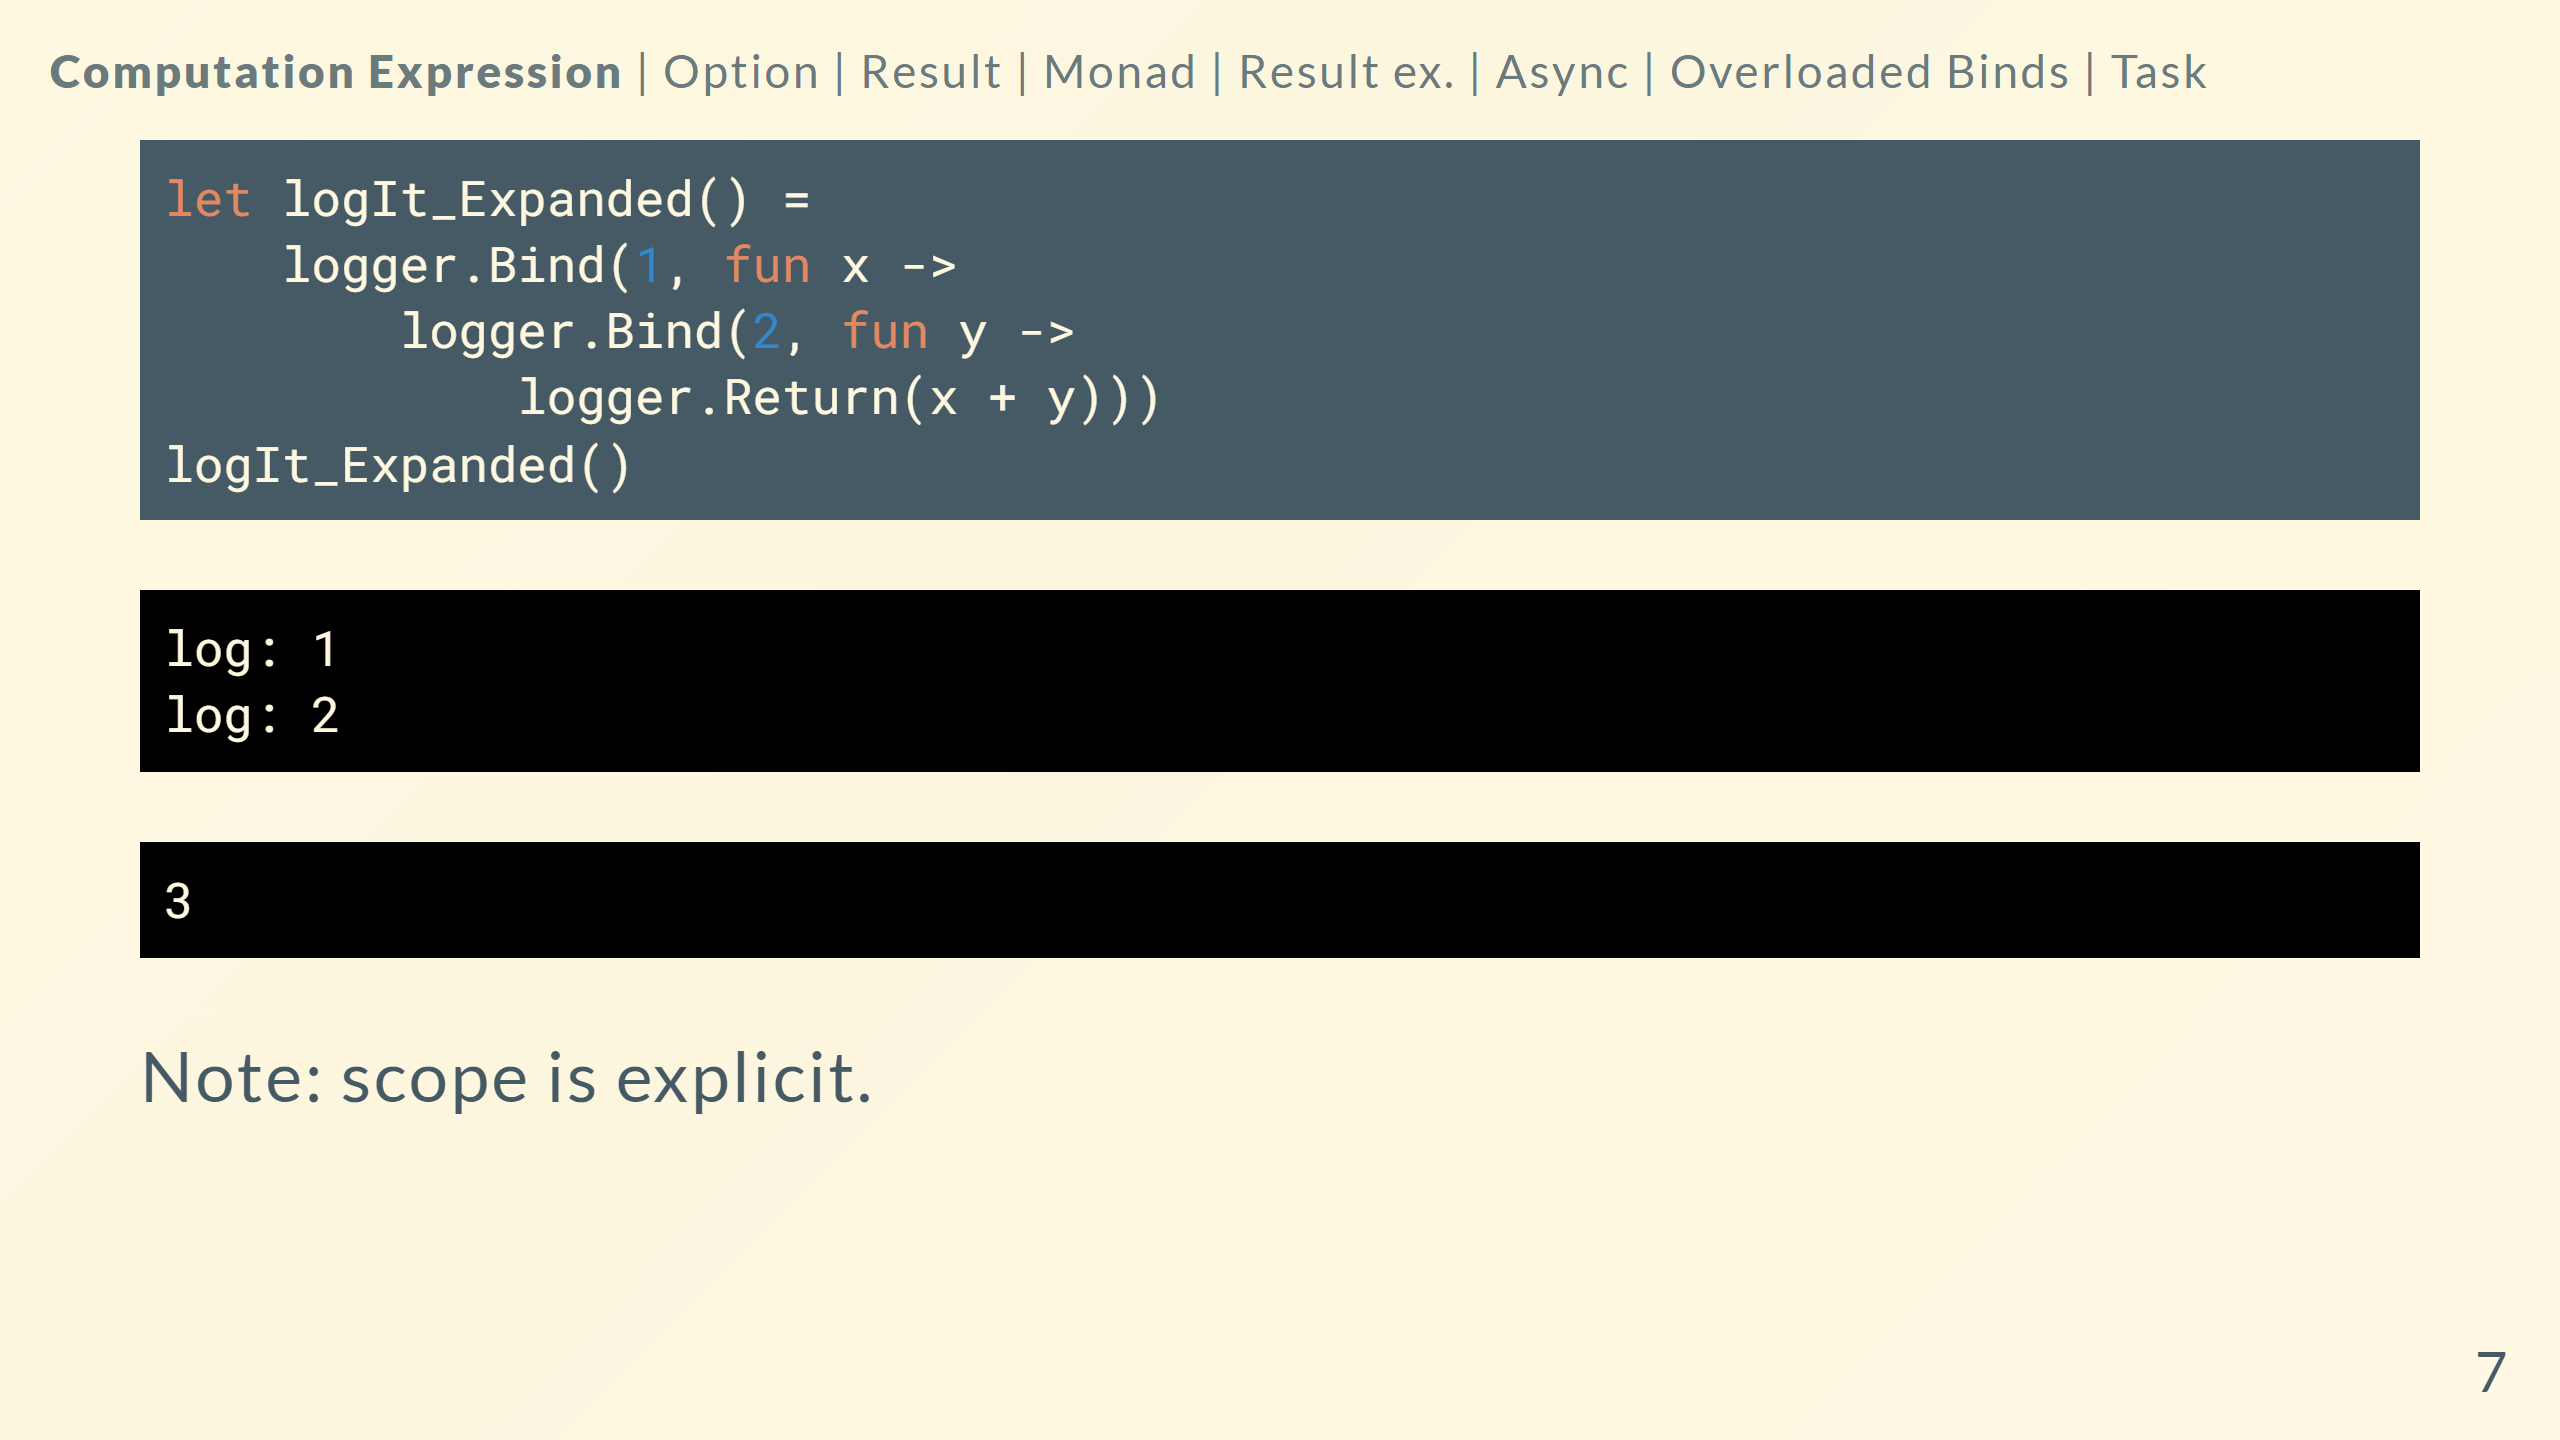 Computation Expression | Option | Result | Monad | Result ex. | Async | Overloaded Binds | Task
let logIt_Expanded() =
    logger.Bind(1, fun x ->
        logger.Bind(2, fun y ->
            logger.Return(x + y)))
logIt_Expanded()
log: 1
log: 2
3
Note: scope is explicit.
7